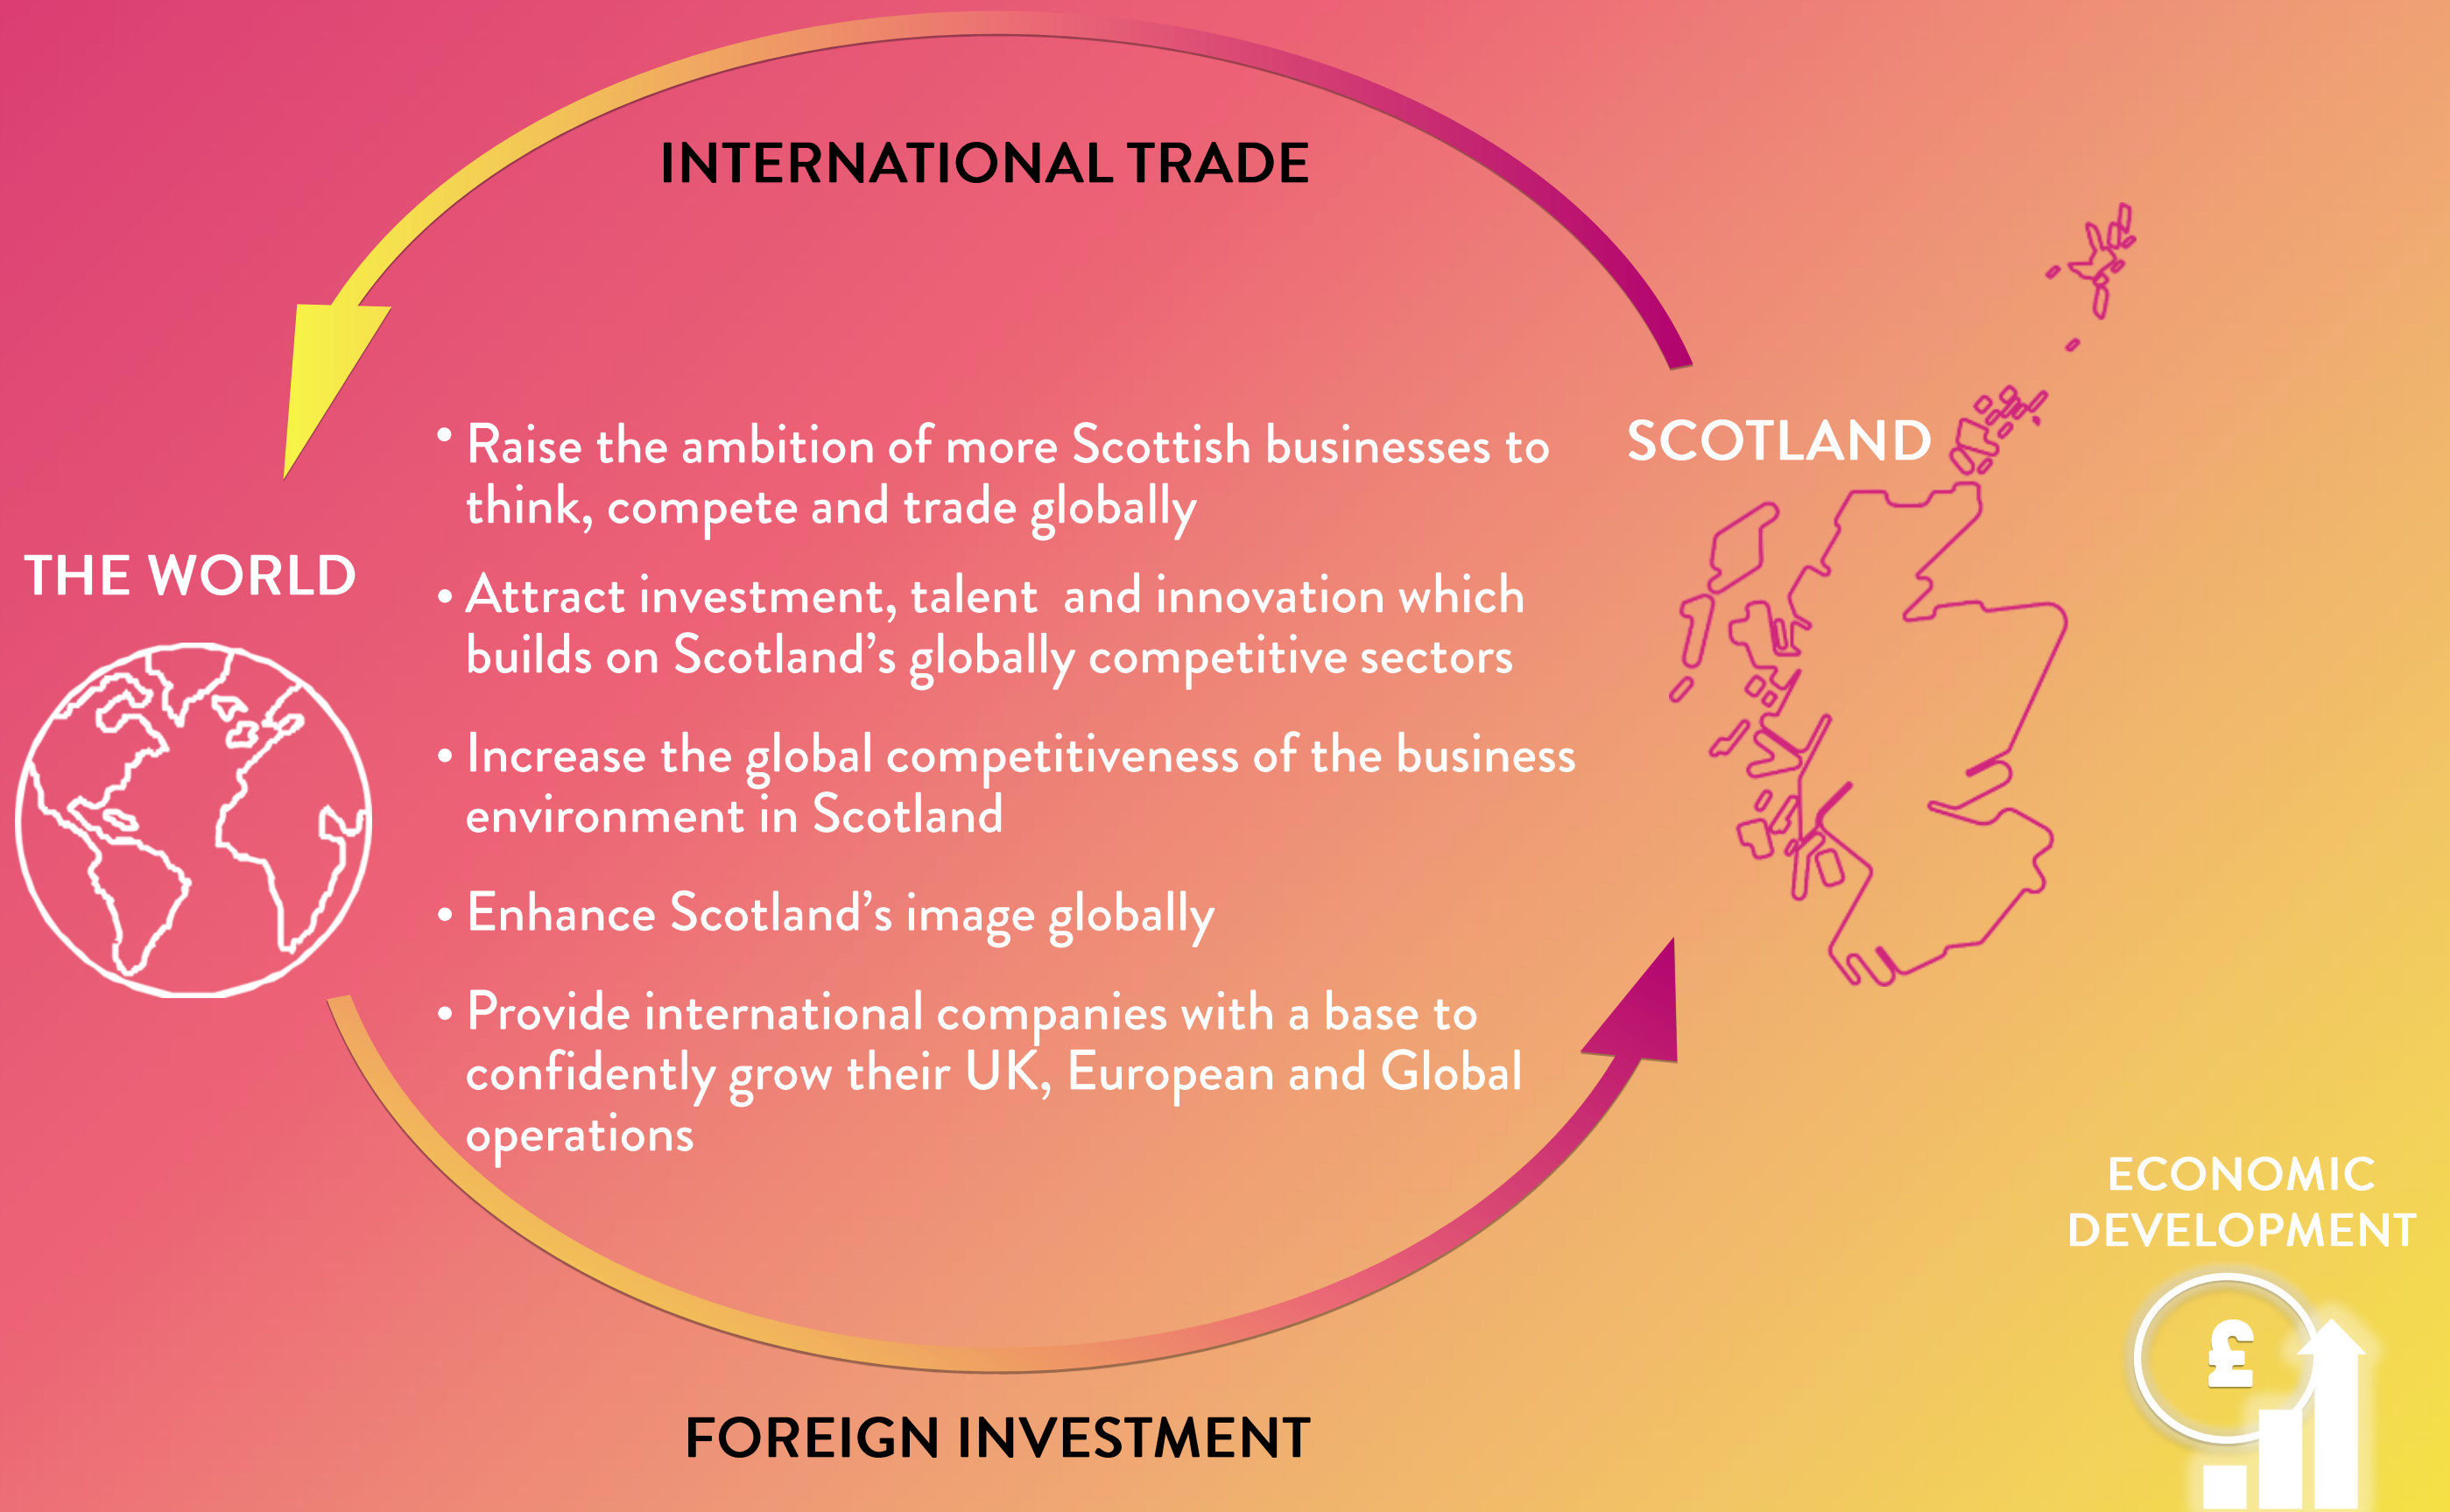 INTERNATIONAL TRADE
SCOTLAND
THE WORLD
• Raise the ambition of more Scottish businesses to
think, compete and trade globally
• Attract investment, talent and innovation which
builds on Scotland’s globally competitive sectors
• Increase the global competitiveness of the business
environment in Scotland
• Enhance Scotland’s image globally
• Provide international companies with a base to
confidently grow their UK, European and Global
operations
ECONOMIC
DEVELOPMENT
£
FOREIGN INVESTMENT